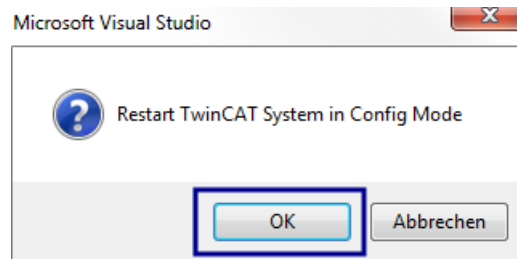 Microsoft Visual Studio
Restart TwinCAT System in Config Mode
OK Abbrechen